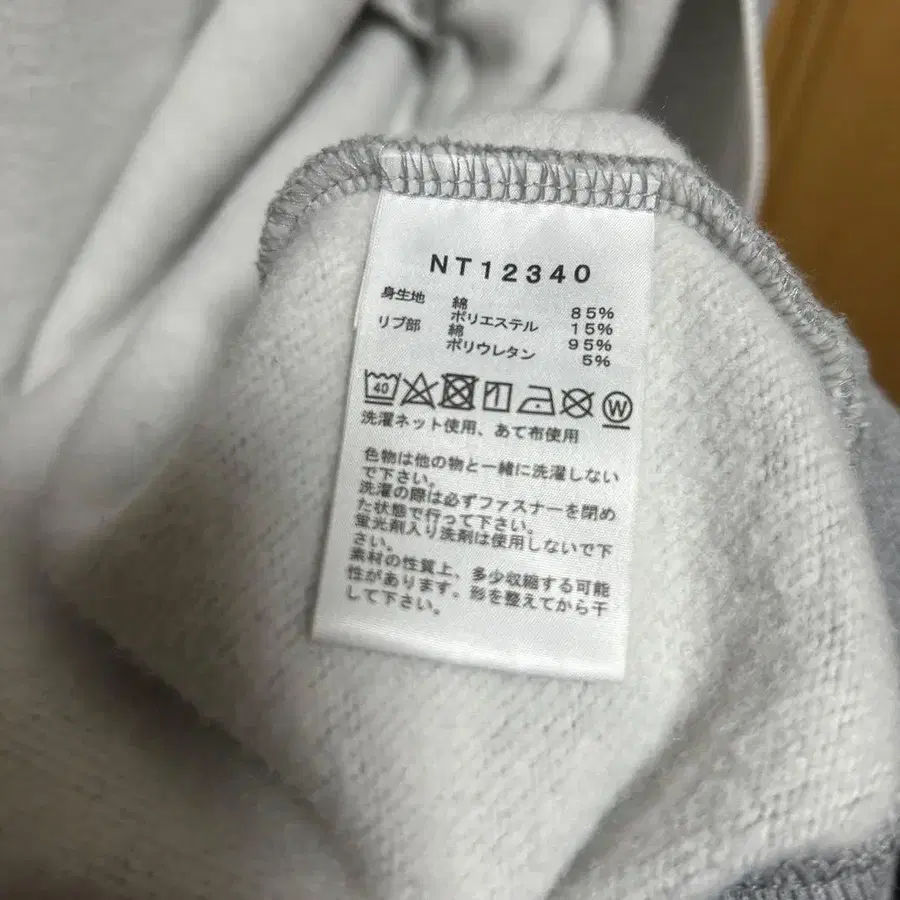 NT12340
身生地 綿 85%
ポリエステル 15%
リブ部 綿 95%
ポリウレタン 5%
40 W
洗濯ネット使用、あて布使用
色物は他の物と一緒に洗濯しない
で下さい。
洗濯の際は必ずファスナーを閉め
た状態で行って下さい。
蛍光剤入り洗剤は使用しないで下
さい。
素材の性質上、多少収縮する可能
性があります。形を整えてから干
して下さい。